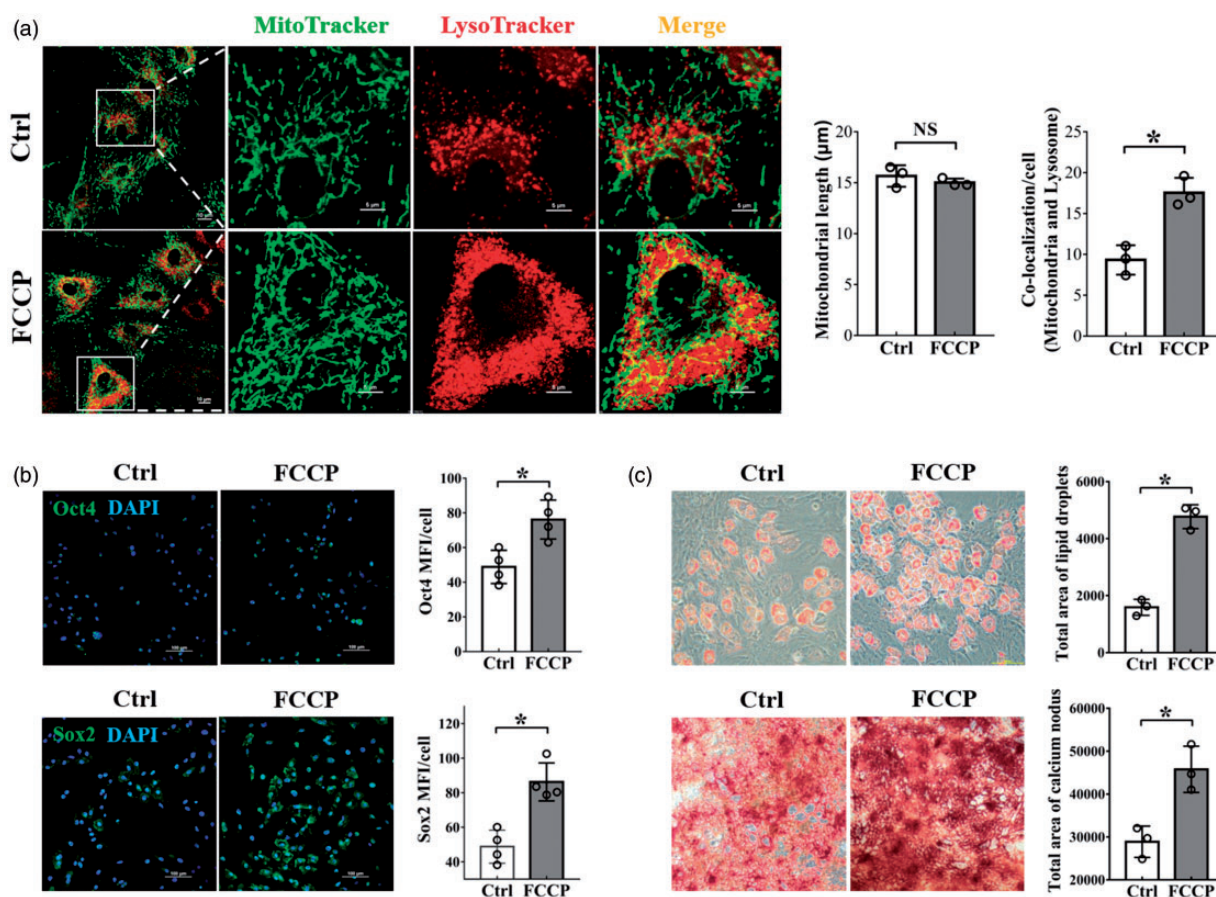 (a)
MitoTracker LysoTracker Merge
Ctrl
10 μm
5 μm
5 μm
5 μm
FCCP
10 μm
5 μm
5 μm
5 μm
Mitochondrial length (μm)
20
15
10
5
0
NS
Ctrl FCCP
Co-localization/cell
(Mitochondria and Lysosome)
25
20
15
10
5
0
*
Ctrl FCCP
(b)
Ctrl FCCP
Oct4 DAPI
100 μm
100 μm
Oct4 MFI/cell
100
80
60
40
20
0
*
Ctrl FCCP
Ctrl FCCP
Sox2 DAPI
100 μm
100 μm
Sox2 MFI/cell
120
100
80
60
40
*
Ctrl FCCP
(c)
Ctrl FCCP
Total area of lipid droplets
6000
4000
2000
0
*
Ctrl FCCP
Ctrl FCCP
Total area of calcium nodus
60000
50000
40000
30000
20000
*
Ctrl FCCP